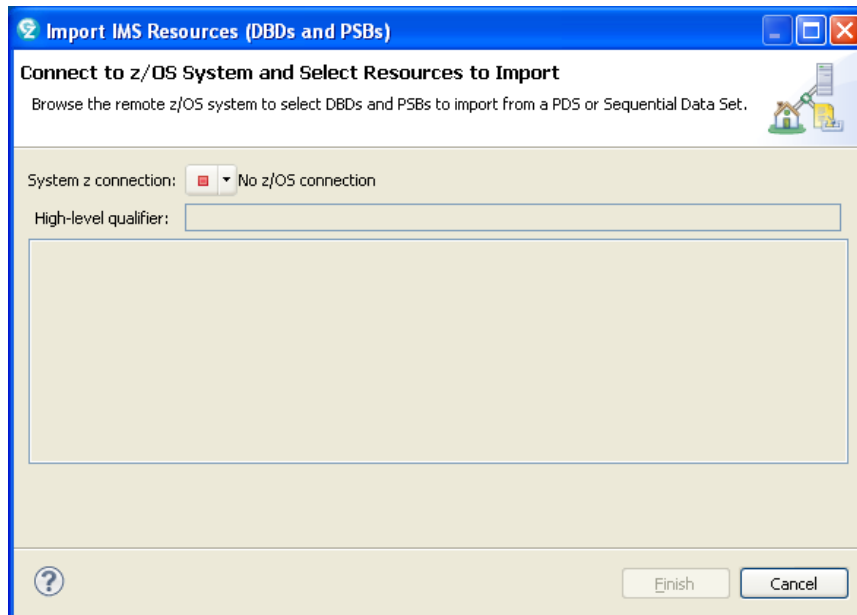 Import IMS Resources (DBDs and PSBs)
Connect to z/OS System and Select Resources to Import
Browse the remote z/OS system to select DBDs and PSBs to import from a PDS or Sequential Data Set.
System z connection: No z/OS connection
High-level qualifier:
? Finish Cancel